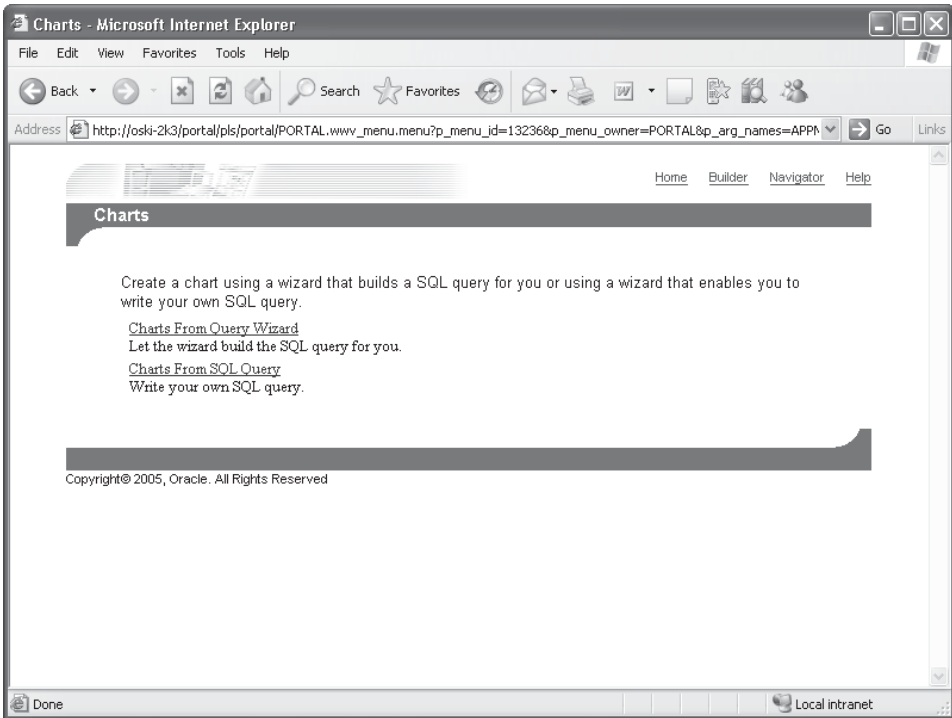 Charts - Microsoft Internet Explorer
File Edit View Favorites Tools Help
Back Search Favorites
Address http://oski-2k3/portal/pls/portal/PORTAL.wwv_menu.menu?p_menu_id=13236&p_menu_owner=PORTAL&p_arg_names=APPN Go Links
Home Builder Navigator Help
Charts
Create a chart using a wizard that builds a SQL query for you or using a wizard that enables you to
write your own SQL query.
Charts From Query Wizard
Let the wizard build the SQL query for you.
Charts From SQL Query
Write your own SQL query.
Copyright© 2005, Oracle. All Rights Reserved
Done Local intranet